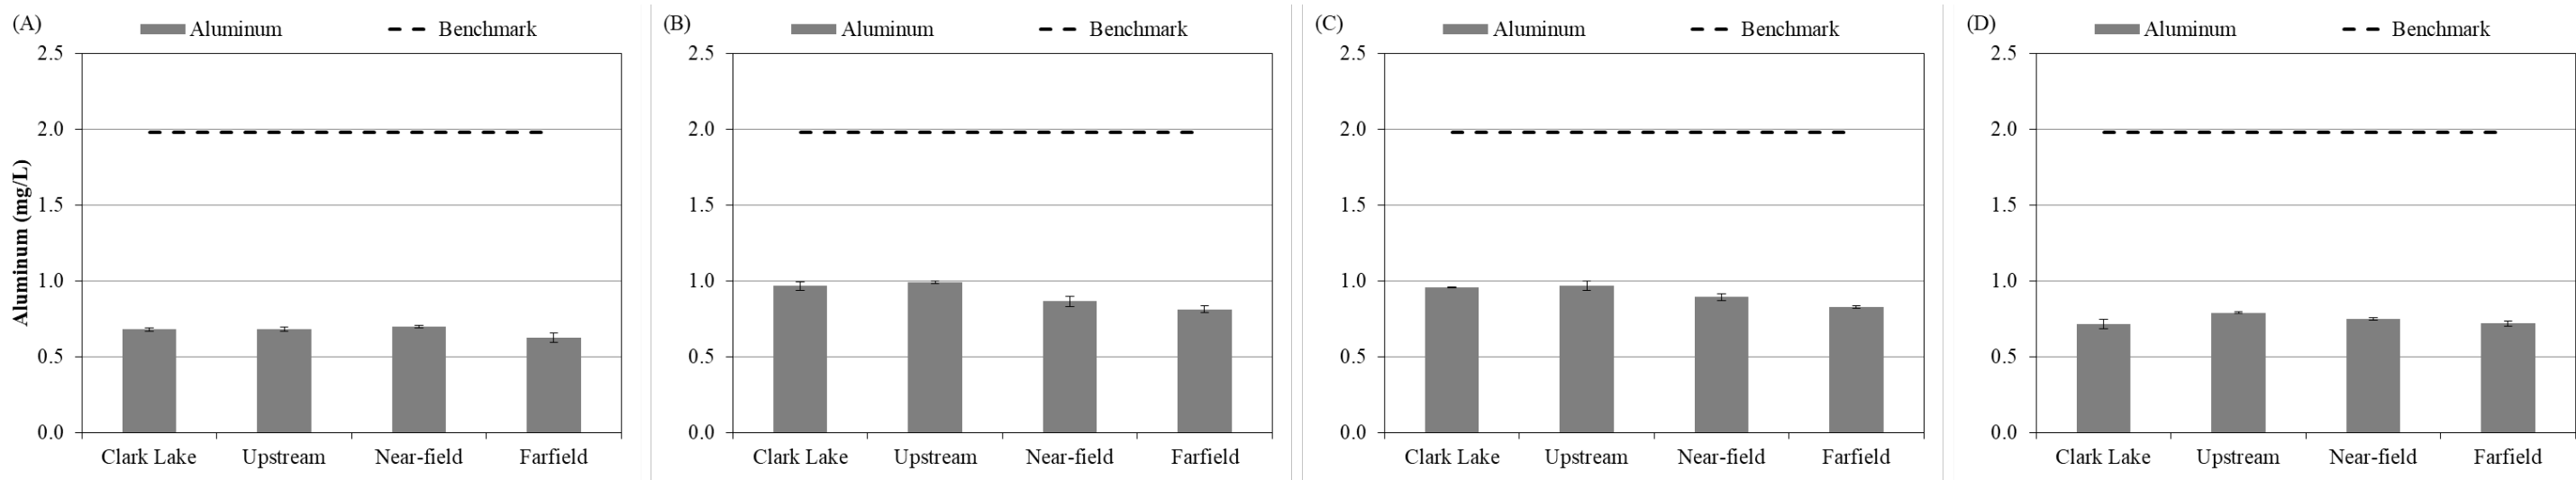 (A) Aluminum Benchmark
2.5
2.0
1.5
1.0
0.5
0.0
Aluminum (mg/L)
Clark Lake Upstream Near-field Farfield
(B) Aluminum Benchmark
2.5
2.0
1.5
1.0
0.5
0.0
Clark Lake Upstream Near-field Farfield
(C) Aluminum Benchmark
2.5
2.0
1.5
1.0
0.5
0.0
Clark Lake Upstream Near-field Farfield
(D) Aluminum Benchmark
2.5
2.0
1.5
1.0
0.5
0.0
Clark Lake Upstream Near-field Farfield